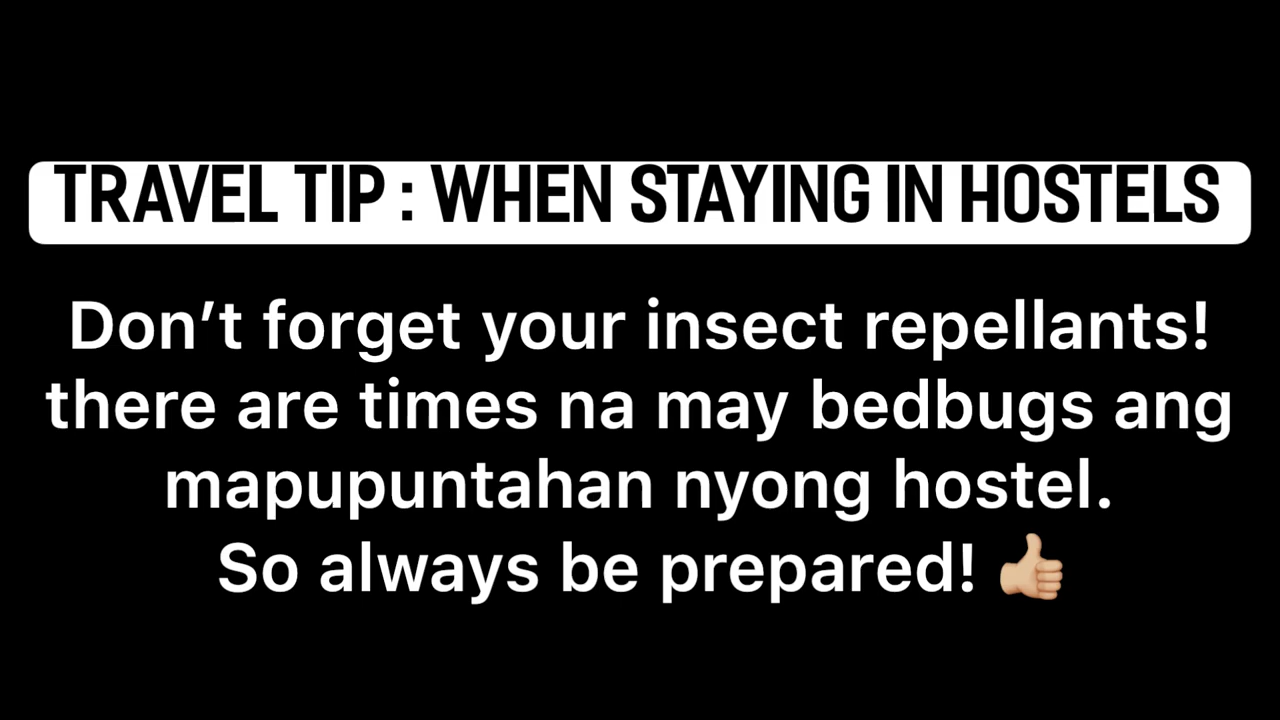 TRAVEL TIP : WHEN STAYING IN HOSTELS
Don’t forget your insect repellants!
there are times na may bedbugs ang
mapupuntahan nyong hostel.
So always be prepared! 👍🏼